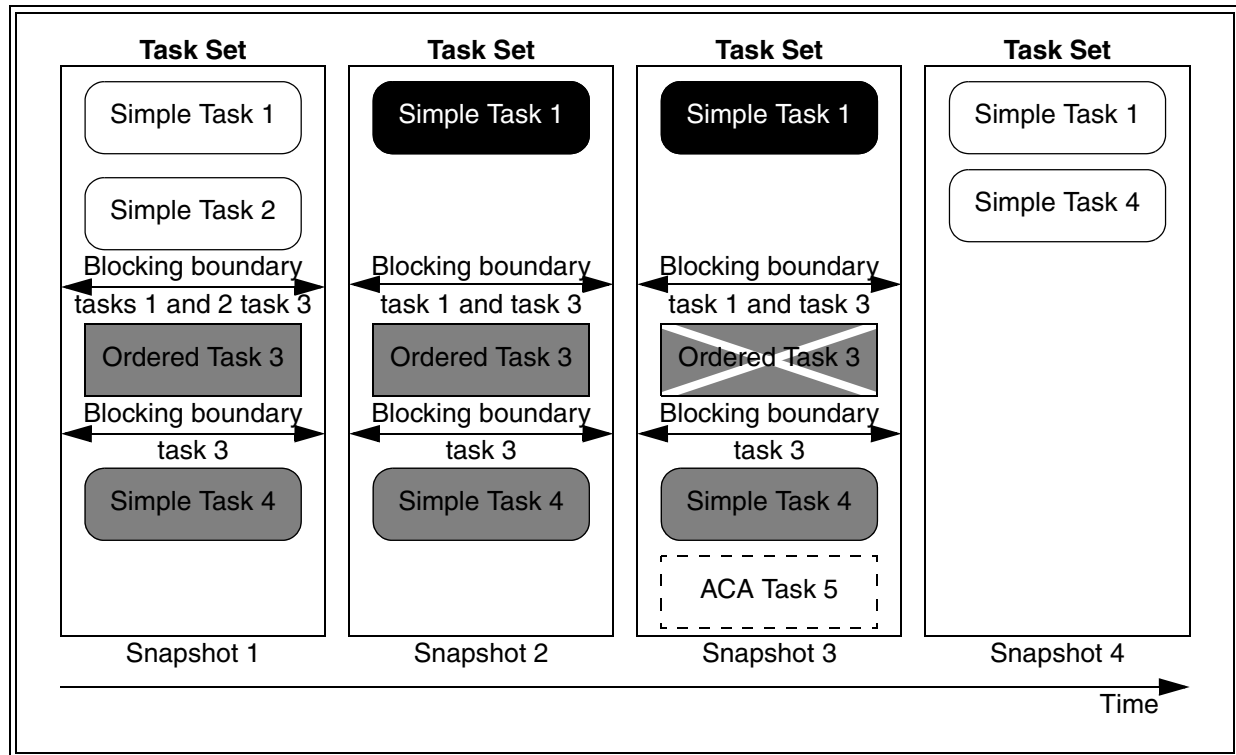 Task Set
Simple Task 1
Simple Task 2
Blocking boundary
tasks 1 and 2 task 3
Ordered Task 3
Blocking boundary
task 3
Simple Task 4
Snapshot 1
Task Set
Simple Task 1
Blocking boundary
task 1 and task 3
Ordered Task 3
Blocking boundary
task 3
Simple Task 4
Snapshot 2
Task Set
Simple Task 1
Blocking boundary
task 1 and task 3
Ordered Task 3
Blocking boundary
task 3
Simple Task 4
ACA Task 5
Snapshot 3
Task Set
Simple Task 1
Simple Task 4
Snapshot 4
Time